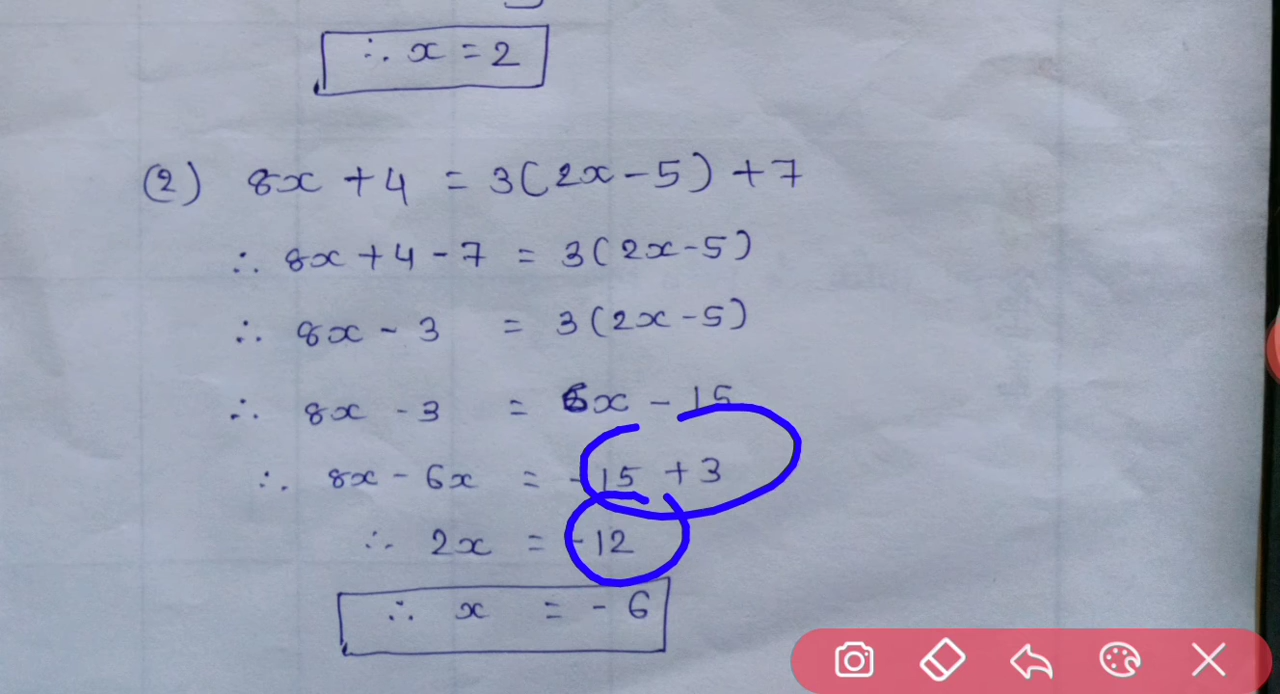 ∴ x = 2
(2) 8x + 4 = 3(2x - 5) + 7
∴ 8x + 4 - 7 = 3(2x - 5)
∴ 8x - 3 = 3(2x - 5)
∴ 8x - 3 = 6x - 15
∴ 8x - 6x = -15 + 3
∴ 2x = -12
∴ x = - 6